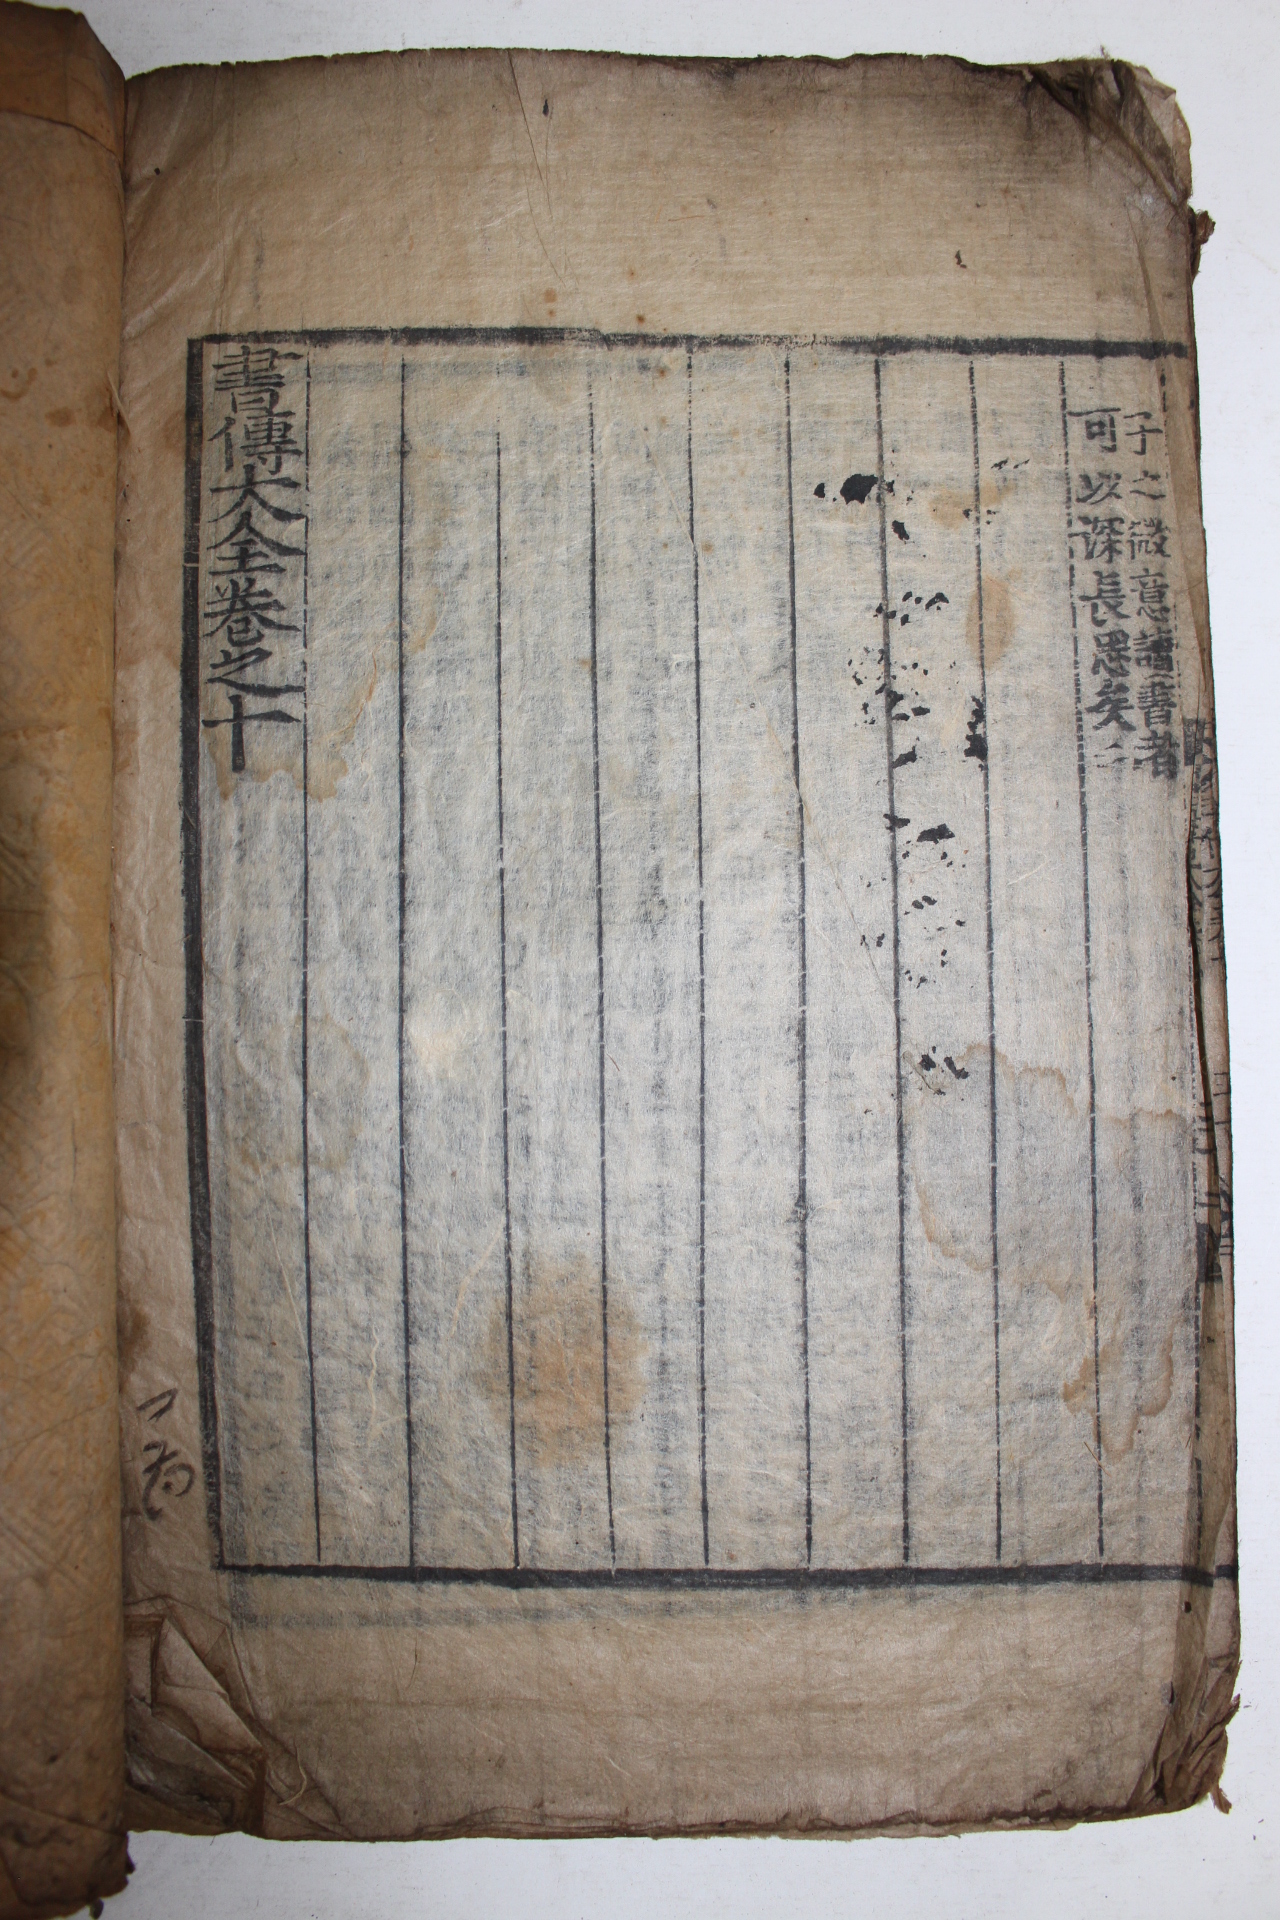 子之微意讀書者
可以深長思矣
書傳大全卷之十